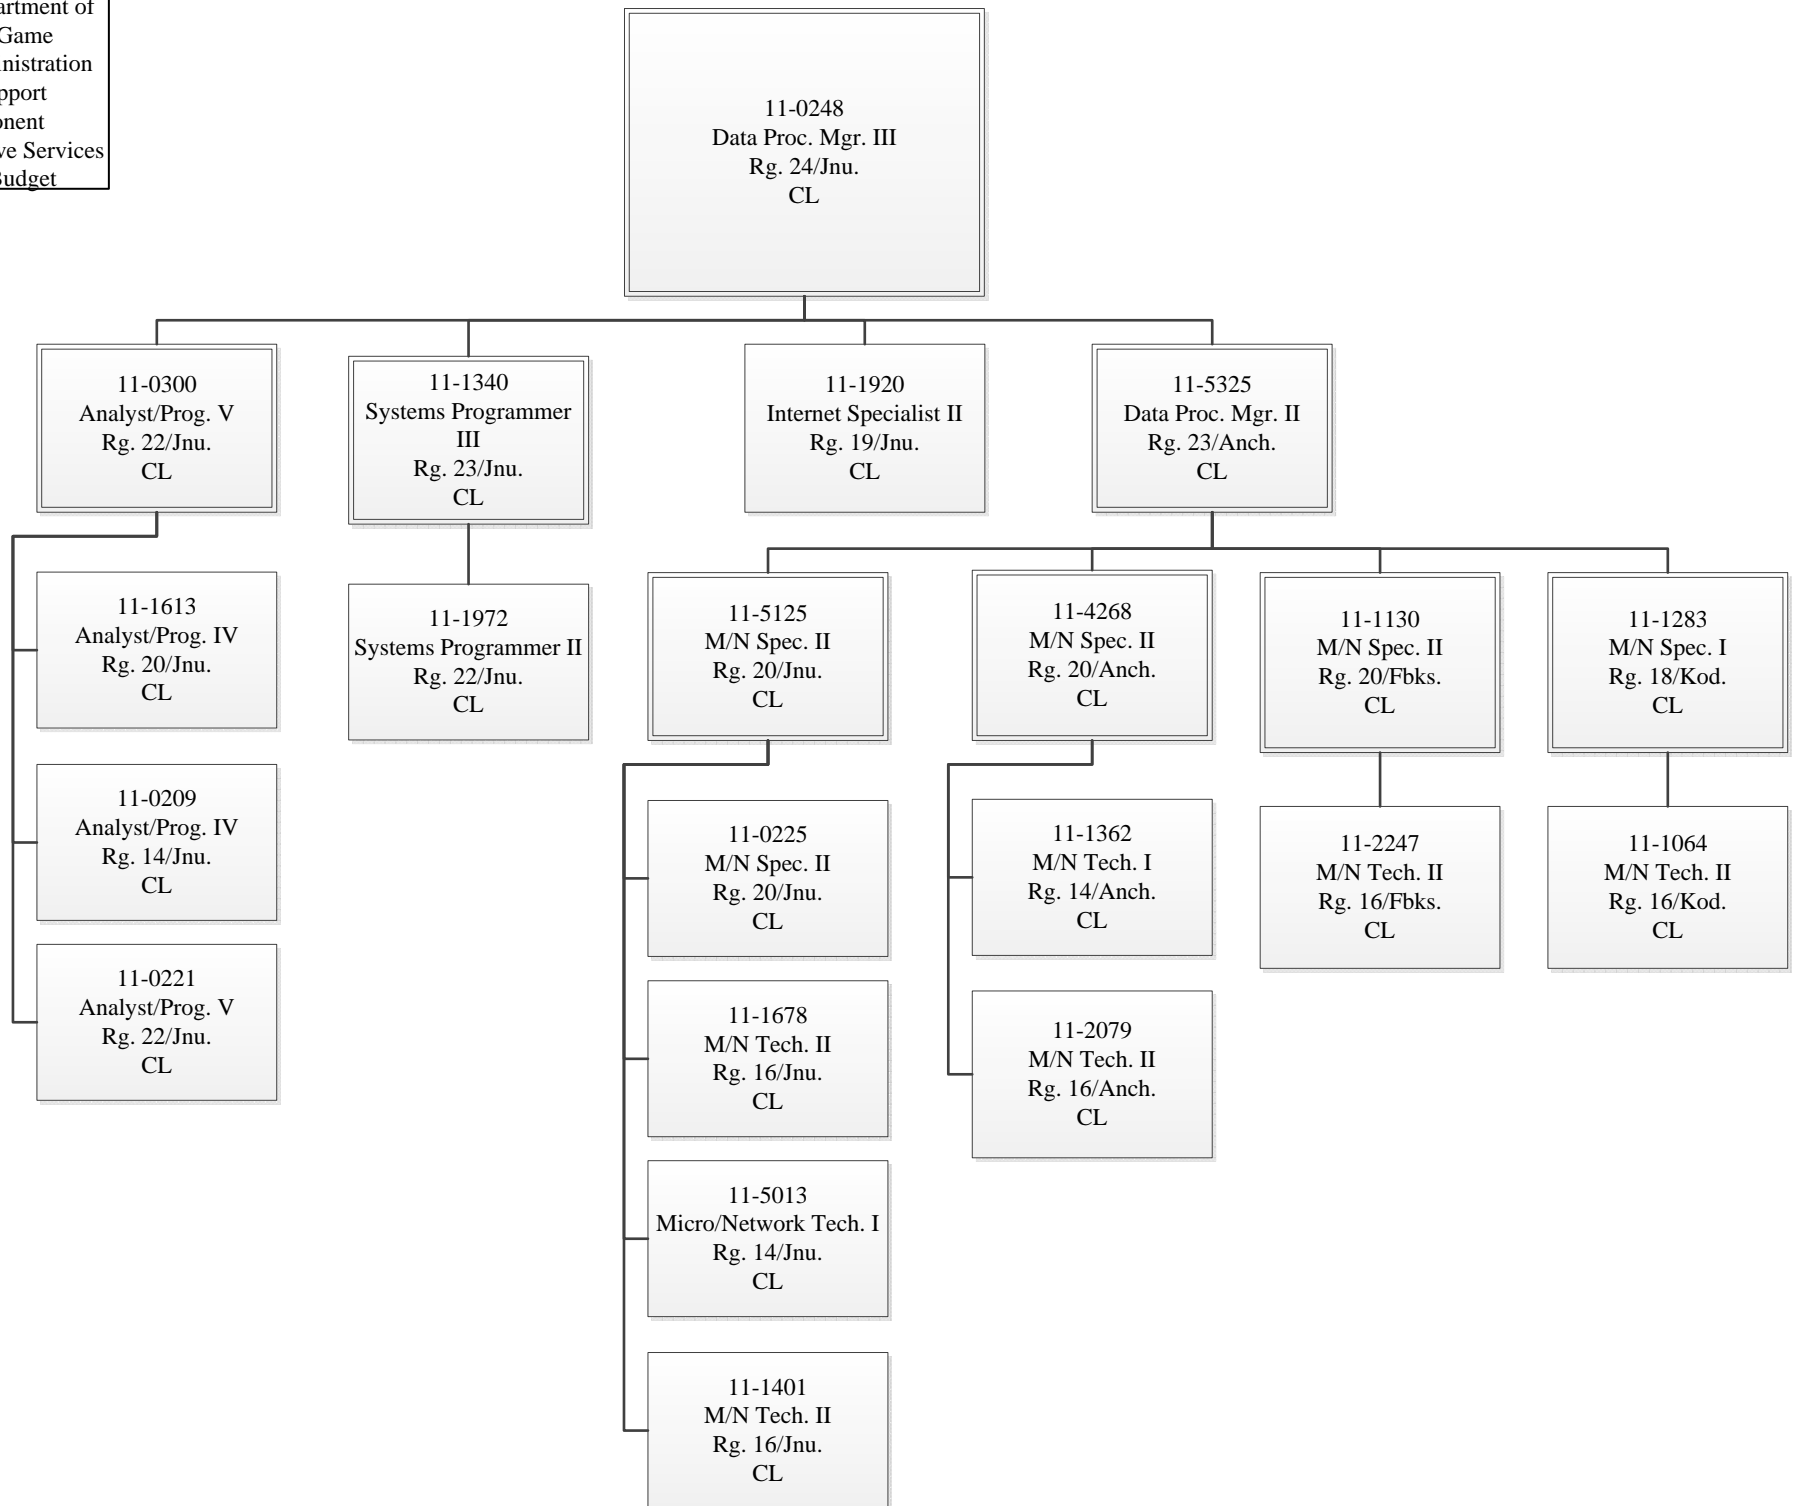 Game
Support
ve Services
Budget
11-0248
Data Proc. Mgr. III
Rg. 24/Jnu.
CL
11-0300
Analyst/Prog. V
Rg. 22/Jnu.
CL
11-1340
Systems Programmer
III
Rg. 23/Jnu.
CL
11-1920
Internet Specialist II
Rg. 19/Jnu.
CL
11-5325
Data Proc. Mgr. II
Rg. 23/Anch.
CL
11-1613
Analyst/Prog. IV
Rg. 20/Jnu.
CL
11-0209
Analyst/Prog. IV
Rg. 14/Jnu.
CL
11-0221
Analyst/Prog. V
Rg. 22/Jnu.
CL
11-1972
Systems Programmer II
Rg. 22/Jnu.
CL
11-5125
M/N Spec. II
Rg. 20/Jnu.
CL
11-4268
M/N Spec. II
Rg. 20/Anch.
CL
11-1130
M/N Spec. II
Rg. 20/Fbks.
CL
11-1283
M/N Spec. I
Rg. 18/Kod.
CL
11-0225
M/N Spec. II
Rg. 20/Jnu.
CL
11-1678
M/N Tech. II
Rg. 16/Jnu.
CL
11-5013
Micro/Network Tech. I
Rg. 14/Jnu.
CL
11-1401
M/N Tech. II
Rg. 16/Jnu.
CL
11-1362
M/N Tech. I
Rg. 14/Anch.
CL
11-2079
M/N Tech. II
Rg. 16/Anch.
CL
11-2247
M/N Tech. II
Rg. 16/Fbks.
CL
11-1064
M/N Tech. II
Rg. 16/Kod.
CL